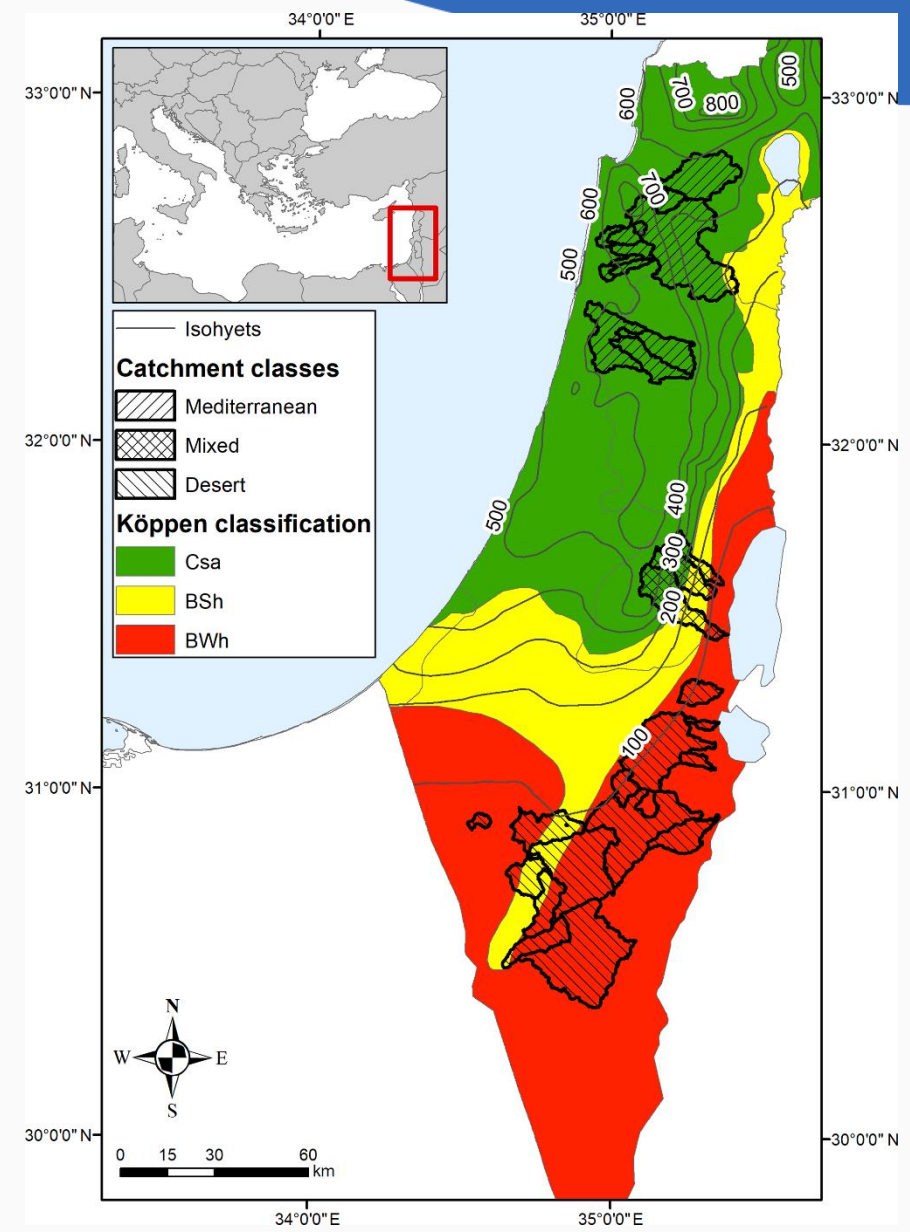 34°0'0"E
35°0'0"E
33°0'0"N
33°0'0"N
500
700
800
600
700
600
500
Isohyets
Catchment classes
Mediterranean
Mixed
Desert
Köppen classification
Csa
BSh
BWh
32°0'0"N
32°0'0"N
400
500
300
200
100
31°0'0"N
31°0'0"N
N
W
E
S
30°0'0"N
30°0'0"N
0 15 30 60
km
34°0'0"E
35°0'0"E